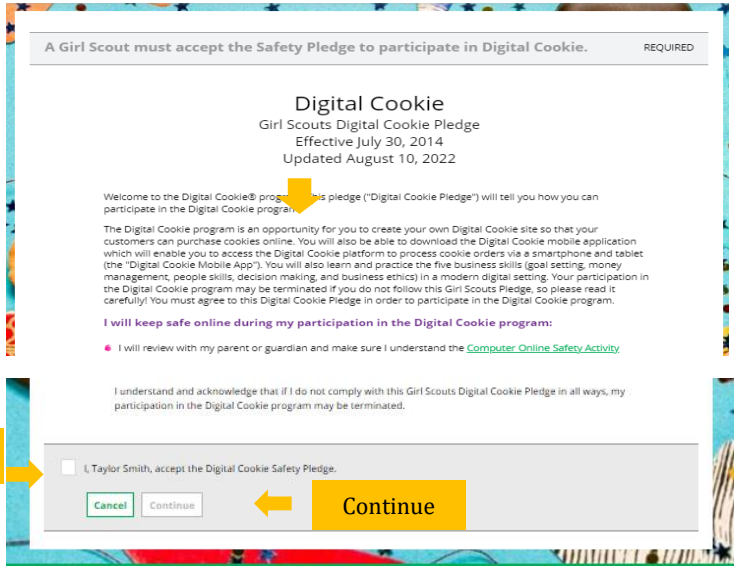 A Girl Scout must accept the Safety Pledge to participate in Digital Cookie. REQUIRED
Digital Cookie
Girl Scouts Digital Cookie Pledge
Effective July 30, 2014
Updated August 10, 2022
Welcome to the Digital Cookie® pledge ("Digital Cookie Pledge") will tell you how you can
participate in the Digital Cookie
The Digital Cookie program is an opportunity for you to create your own Digital Cookie site so that your
customers can purchase cookies online. You will also be able to download the Digital Cookie mobile application
which will enable you to access the Digital Cookie platform to process cookie orders via a smartphone and tablet
(the "Digital Cookie Mobile App"). You will also learn and practice the five business skills (goal setting, money
management, people skills, decision making, and business ethics) in a modern digital setting. Your participation in
the Digital Cookie program may be terminated if you do not follow this Girl Scouts Pledge, so please read it
carefully! You must agree to this Digital Cookie Pledge in order to participate in the Digital Cookie program.
I will keep safe online during my participation in the Digital Cookie program:
I will review with my parent or guardian and make sure I understand the Computer Online Safety Activity
I understand and acknowledge that if I do not comply with this Girl Scouts Digital Cookie Pledge in all ways, my
participation in the Digital Cookie program may be terminated.
I, Taylor Smith, accept the Digital Cookie Safety Pledge.
Cancel Continue
Continue